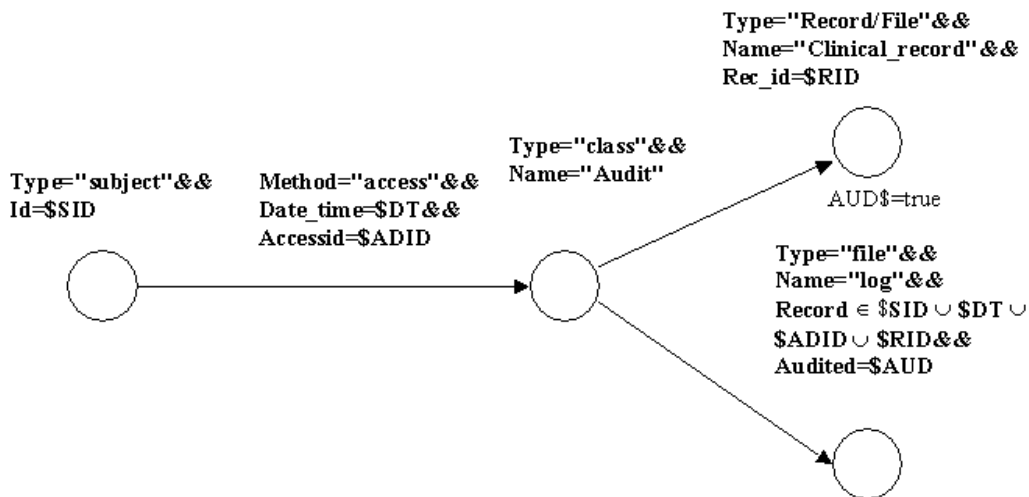 Type="Record/File"&&
Name="Clinical_record"&&
Rec_id=$RID
Type="class"&&
Name="Audit"
Type="subject"&&
Id=$SID
Method="access"&&
Date_time=$DT&&
Accessid=$ADID
AUD$=true
Type="file"&&
Name="log"&&
Record ∈ $SID ∪ $DT ∪
$ADID ∪ $RID&&
Audited=$AUD